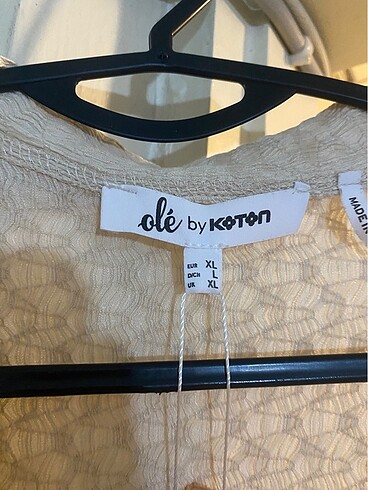 olé by KOTON
EUR XL
D/CH L
UK XL
MADE IN